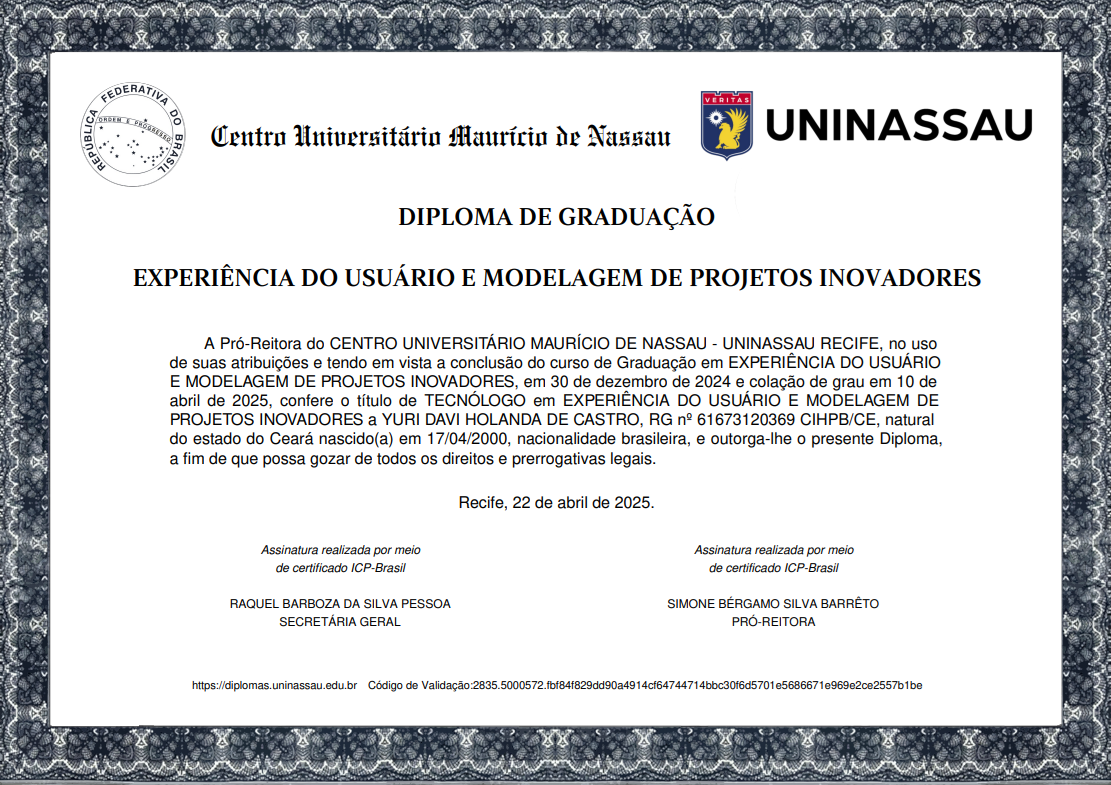 REPÚBLICA FEDERATIVA DO BRASIL
ORDEM E PROGRESSO
Centro Universitário Maurício de Nassau
VERITAS
UNINASSAU
DIPLOMA DE GRADUAÇÃO
EXPERIÊNCIA DO USUÁRIO E MODELAGEM DE PROJETOS INOVADORES
A Pró-Reitora do CENTRO UNIVERSITÁRIO MAURÍCIO DE NASSAU - UNINASSAU RECIFE, no uso
de suas atribuições e tendo em vista a conclusão do curso de Graduação em EXPERIÊNCIA DO USUÁRIO
E MODELAGEM DE PROJETOS INOVADORES, em 30 de dezembro de 2024 e colação de grau em 10 de
abril de 2025, confere o título de TECNÓLOGO em EXPERIÊNCIA DO USUÁRIO E MODELAGEM DE
PROJETOS INOVADORES a YURI DAVI HOLANDA DE CASTRO, RG nº 61673120369 CIHPB/CE, natural
do estado do Ceará nascido(a) em 17/04/2000, nacionalidade brasileira, e outorga-lhe o presente Diploma,
a fim de que possa gozar de todos os direitos e prerrogativas legais.
Recife, 22 de abril de 2025.
Assinatura realizada por meio
de certificado ICP-Brasil
RAQUEL BARBOZA DA SILVA PESSOA
SECRETÁRIA GERAL
Assinatura realizada por meio
de certificado ICP-Brasil
SIMONE BÉRGAMO SILVA BARRÊTO
PRÓ-REITORA
https://diplomas.uninassau.edu.br Código de Validação:2835.5000572.fbf84f829dd90a4914cf64744714bbc30f6d5701e5686671e969e2ce2557b1be